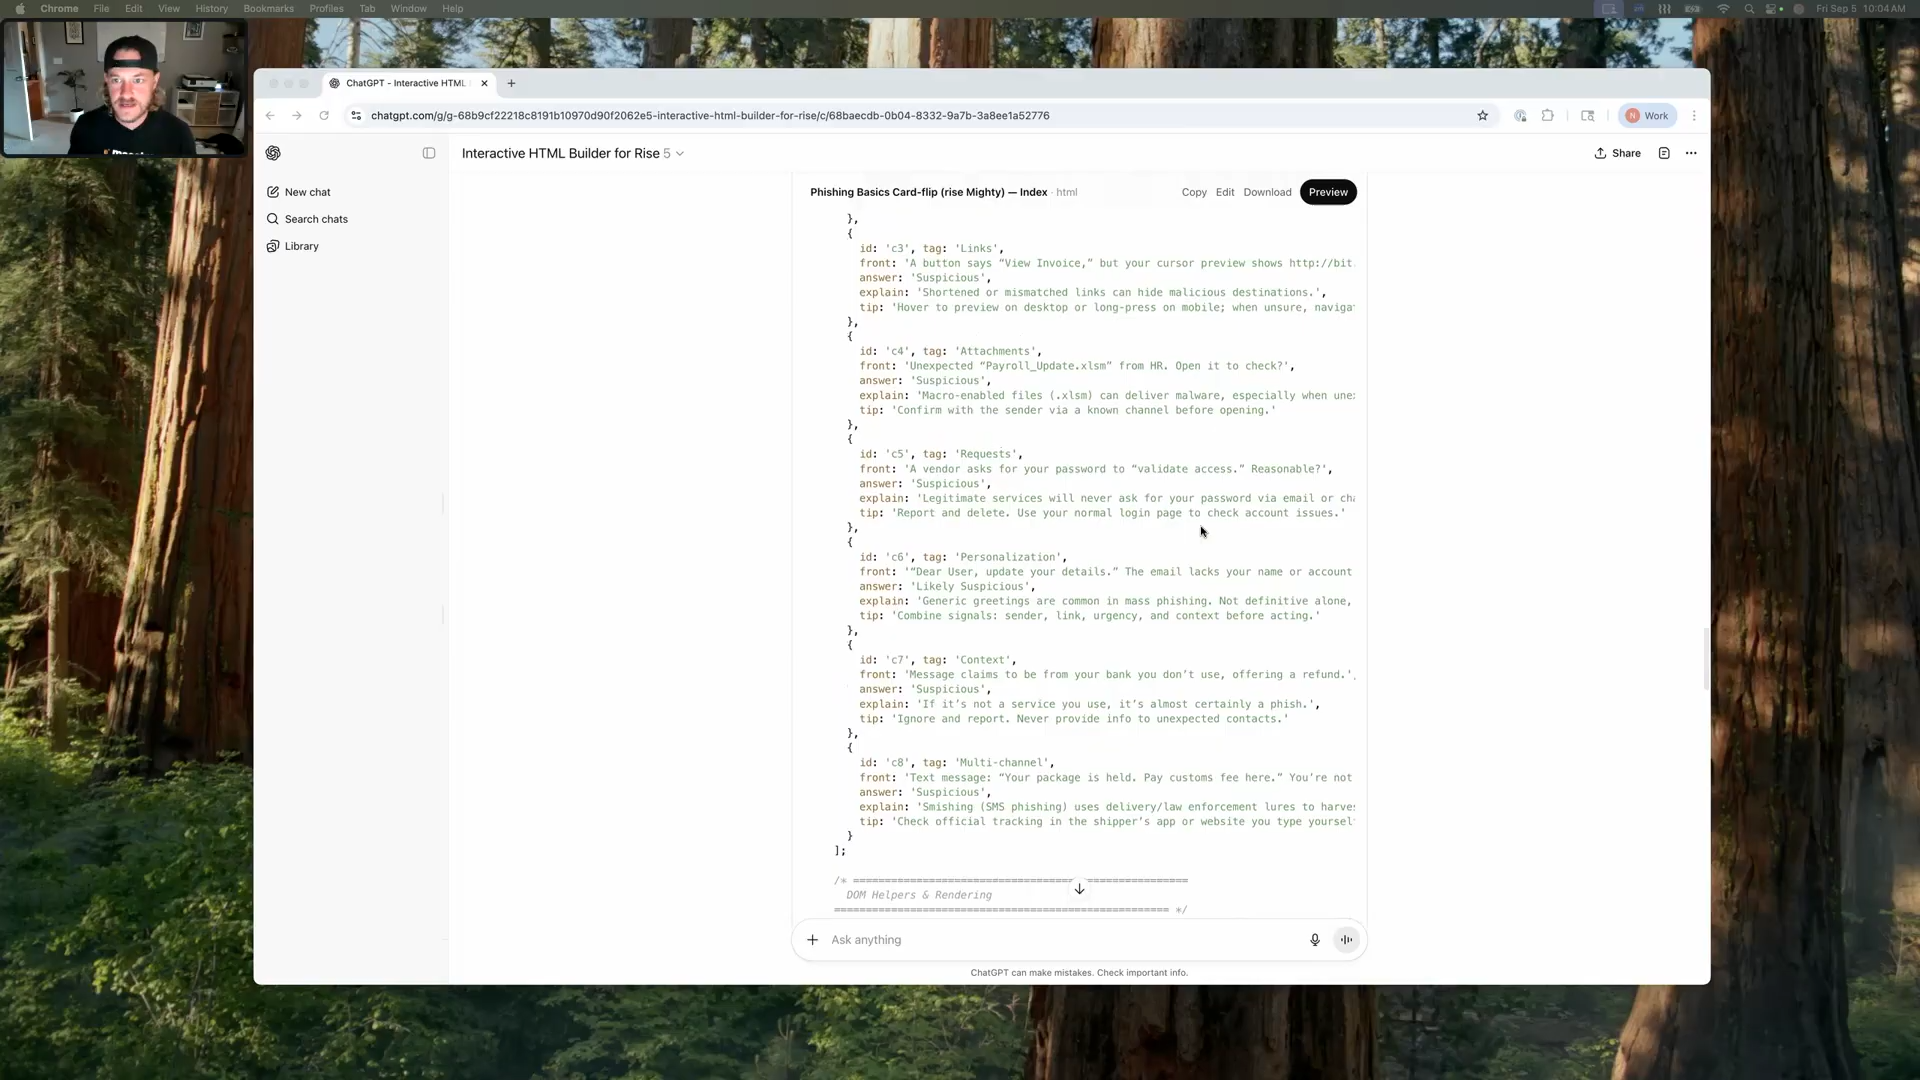 Chrome File Edit View History Bookmarks Profiles Tab Window Help
Fri Sep 5 10:04 AM
ChatGPT - Interactive HTML
chatgpt.com/g/g-68b9cf22218c8191b10970d90f2062e5-interactive-html-builder-for-rise/c/68baecdb-0b04-8332-9a7b-3a8ee1a52776
N Work
Interactive HTML Builder for Rise 5
Share
New chat
Search chats
Library
Phishing Basics Card-flip (rise Mighty) — Index · html
Copy Edit Download Preview
},
{
id: 'c3', tag: 'Links',
front: 'A button says “View Invoice,” but your cursor preview shows http://bit.
answer: 'Suspicious',
explain: 'Shortened or mismatched links can hide malicious destinations.',
tip: 'Hover to preview on desktop or long-press on mobile; when unsure, navigat
},
{
id: 'c4', tag: 'Attachments',
front: 'Unexpected “Payroll_Update.xlsm” from HR. Open it to check?',
answer: 'Suspicious',
explain: 'Macro-enabled files (.xlsm) can deliver malware, especially when unex
tip: 'Confirm with the sender via a known channel before opening.'
},
{
id: 'c5', tag: 'Requests',
front: 'A vendor asks for your password to “validate access.” Reasonable?',
answer: 'Suspicious',
explain: 'Legitimate services will never ask for your password via email or cha
tip: 'Report and delete. Use your normal login page to check account issues.'
},
{
id: 'c6', tag: 'Personalization',
front: '“Dear User, update your details.” The email lacks your name or account
answer: 'Likely Suspicious',
explain: 'Generic greetings are common in mass phishing. Not definitive alone,
tip: 'Combine signals: sender, link, urgency, and context before acting.'
},
{
id: 'c7', tag: 'Context',
front: 'Message claims to be from your bank you don’t use, offering a refund.',
answer: 'Suspicious',
explain: 'If it’s not a service you use, it’s almost certainly a phish.',
tip: 'Ignore and report. Never provide info to unexpected contacts.'
},
{
id: 'c8', tag: 'Multi-channel',
front: 'Text message: “Your package is held. Pay customs fee here.” You’re not
answer: 'Suspicious',
explain: 'Smishing (SMS phishing) uses delivery/law enforcement lures to harves
tip: 'Check official tracking in the shipper’s app or website you type yoursel
}
];
/* =====================================================
DOM Helpers & Rendering
===================================================== */
Ask anything
ChatGPT can make mistakes. Check important info.